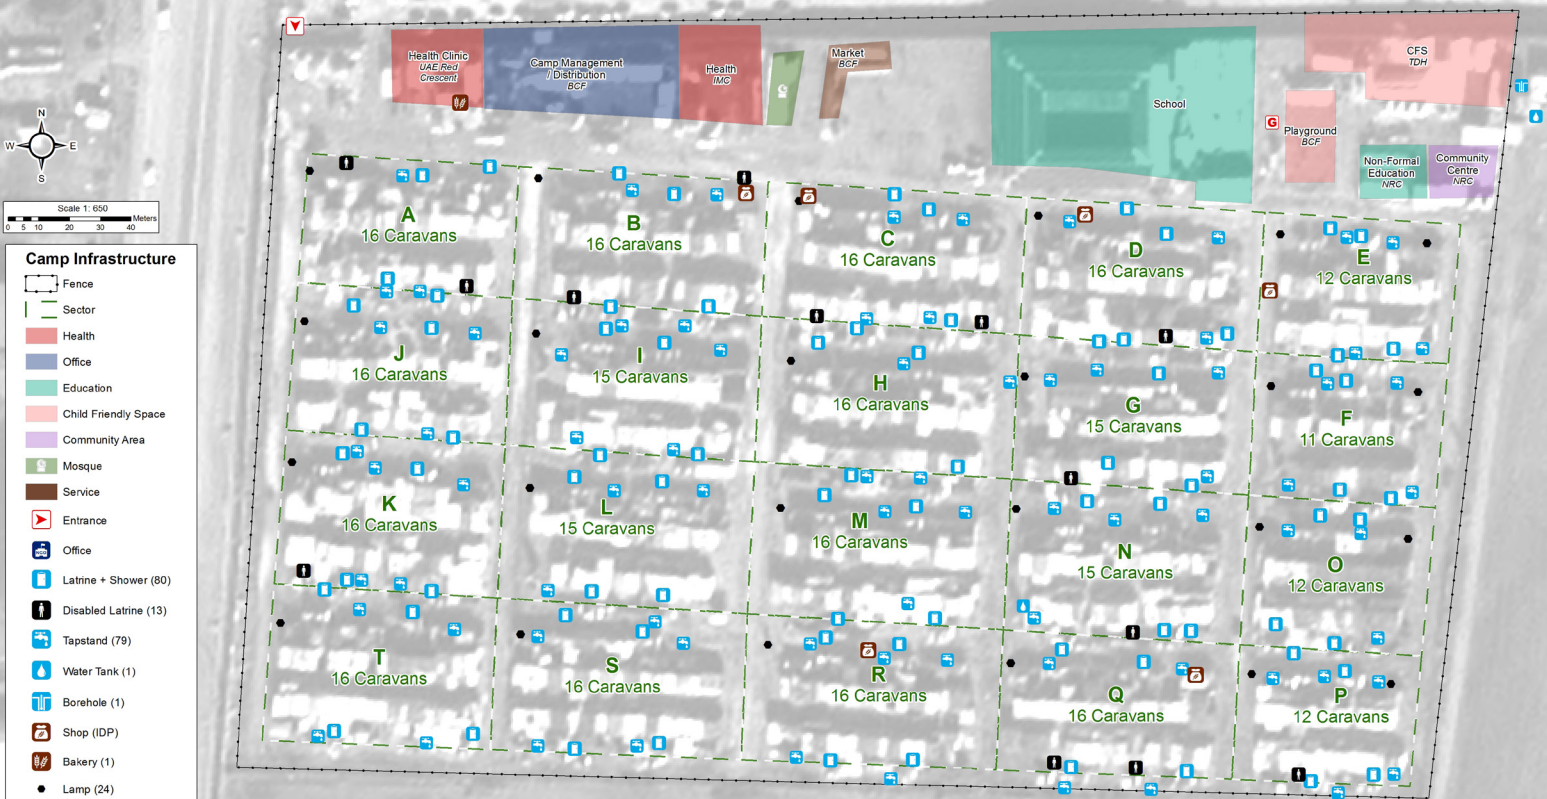 Health Clinic
UAE Red
Crescent
Camp Management
/ Distribution
BCF
Health
IMC
Market
BCF
School
CFS
TDH
G
Playground
BCF
Non-Formal
Education
NRC
Community
Centre
NRC
N
W
E
S
Scale 1: 650
Meters
0 5 10 20 30 40
Camp Infrastructure
Fence
Sector
Health
Office
Education
Child Friendly Space
Community Area
Mosque
Service
Entrance
Office
Latrine + Shower (80)
Disabled Latrine (13)
Tapstand (79)
Water Tank (1)
Borehole (1)
Shop (IDP)
Bakery (1)
Lamp (24)
A
16 Caravans
B
16 Caravans
C
16 Caravans
D
16 Caravans
E
12 Caravans
J
16 Caravans
I
15 Caravans
H
16 Caravans
G
15 Caravans
F
11 Caravans
K
16 Caravans
L
15 Caravans
M
16 Caravans
N
15 Caravans
O
12 Caravans
T
16 Caravans
S
16 Caravans
R
16 Caravans
Q
16 Caravans
P
12 Caravans